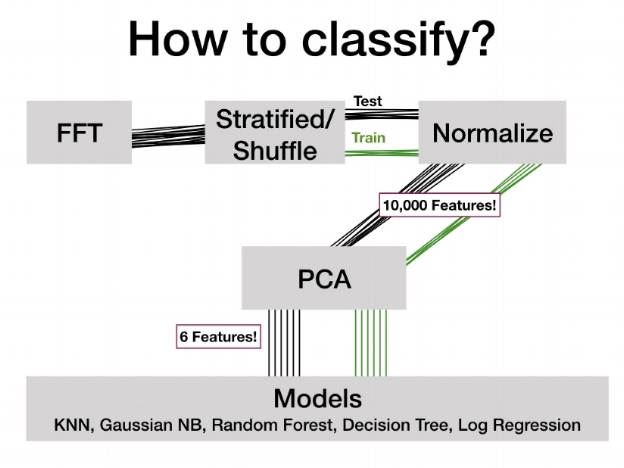 How to classify?
FFT
Stratified/
Shuffle
Test
Train
Normalize
10,000 Features!
PCA
6 Features!
Models
KNN, Gaussian NB, Random Forest, Decision Tree, Log Regression